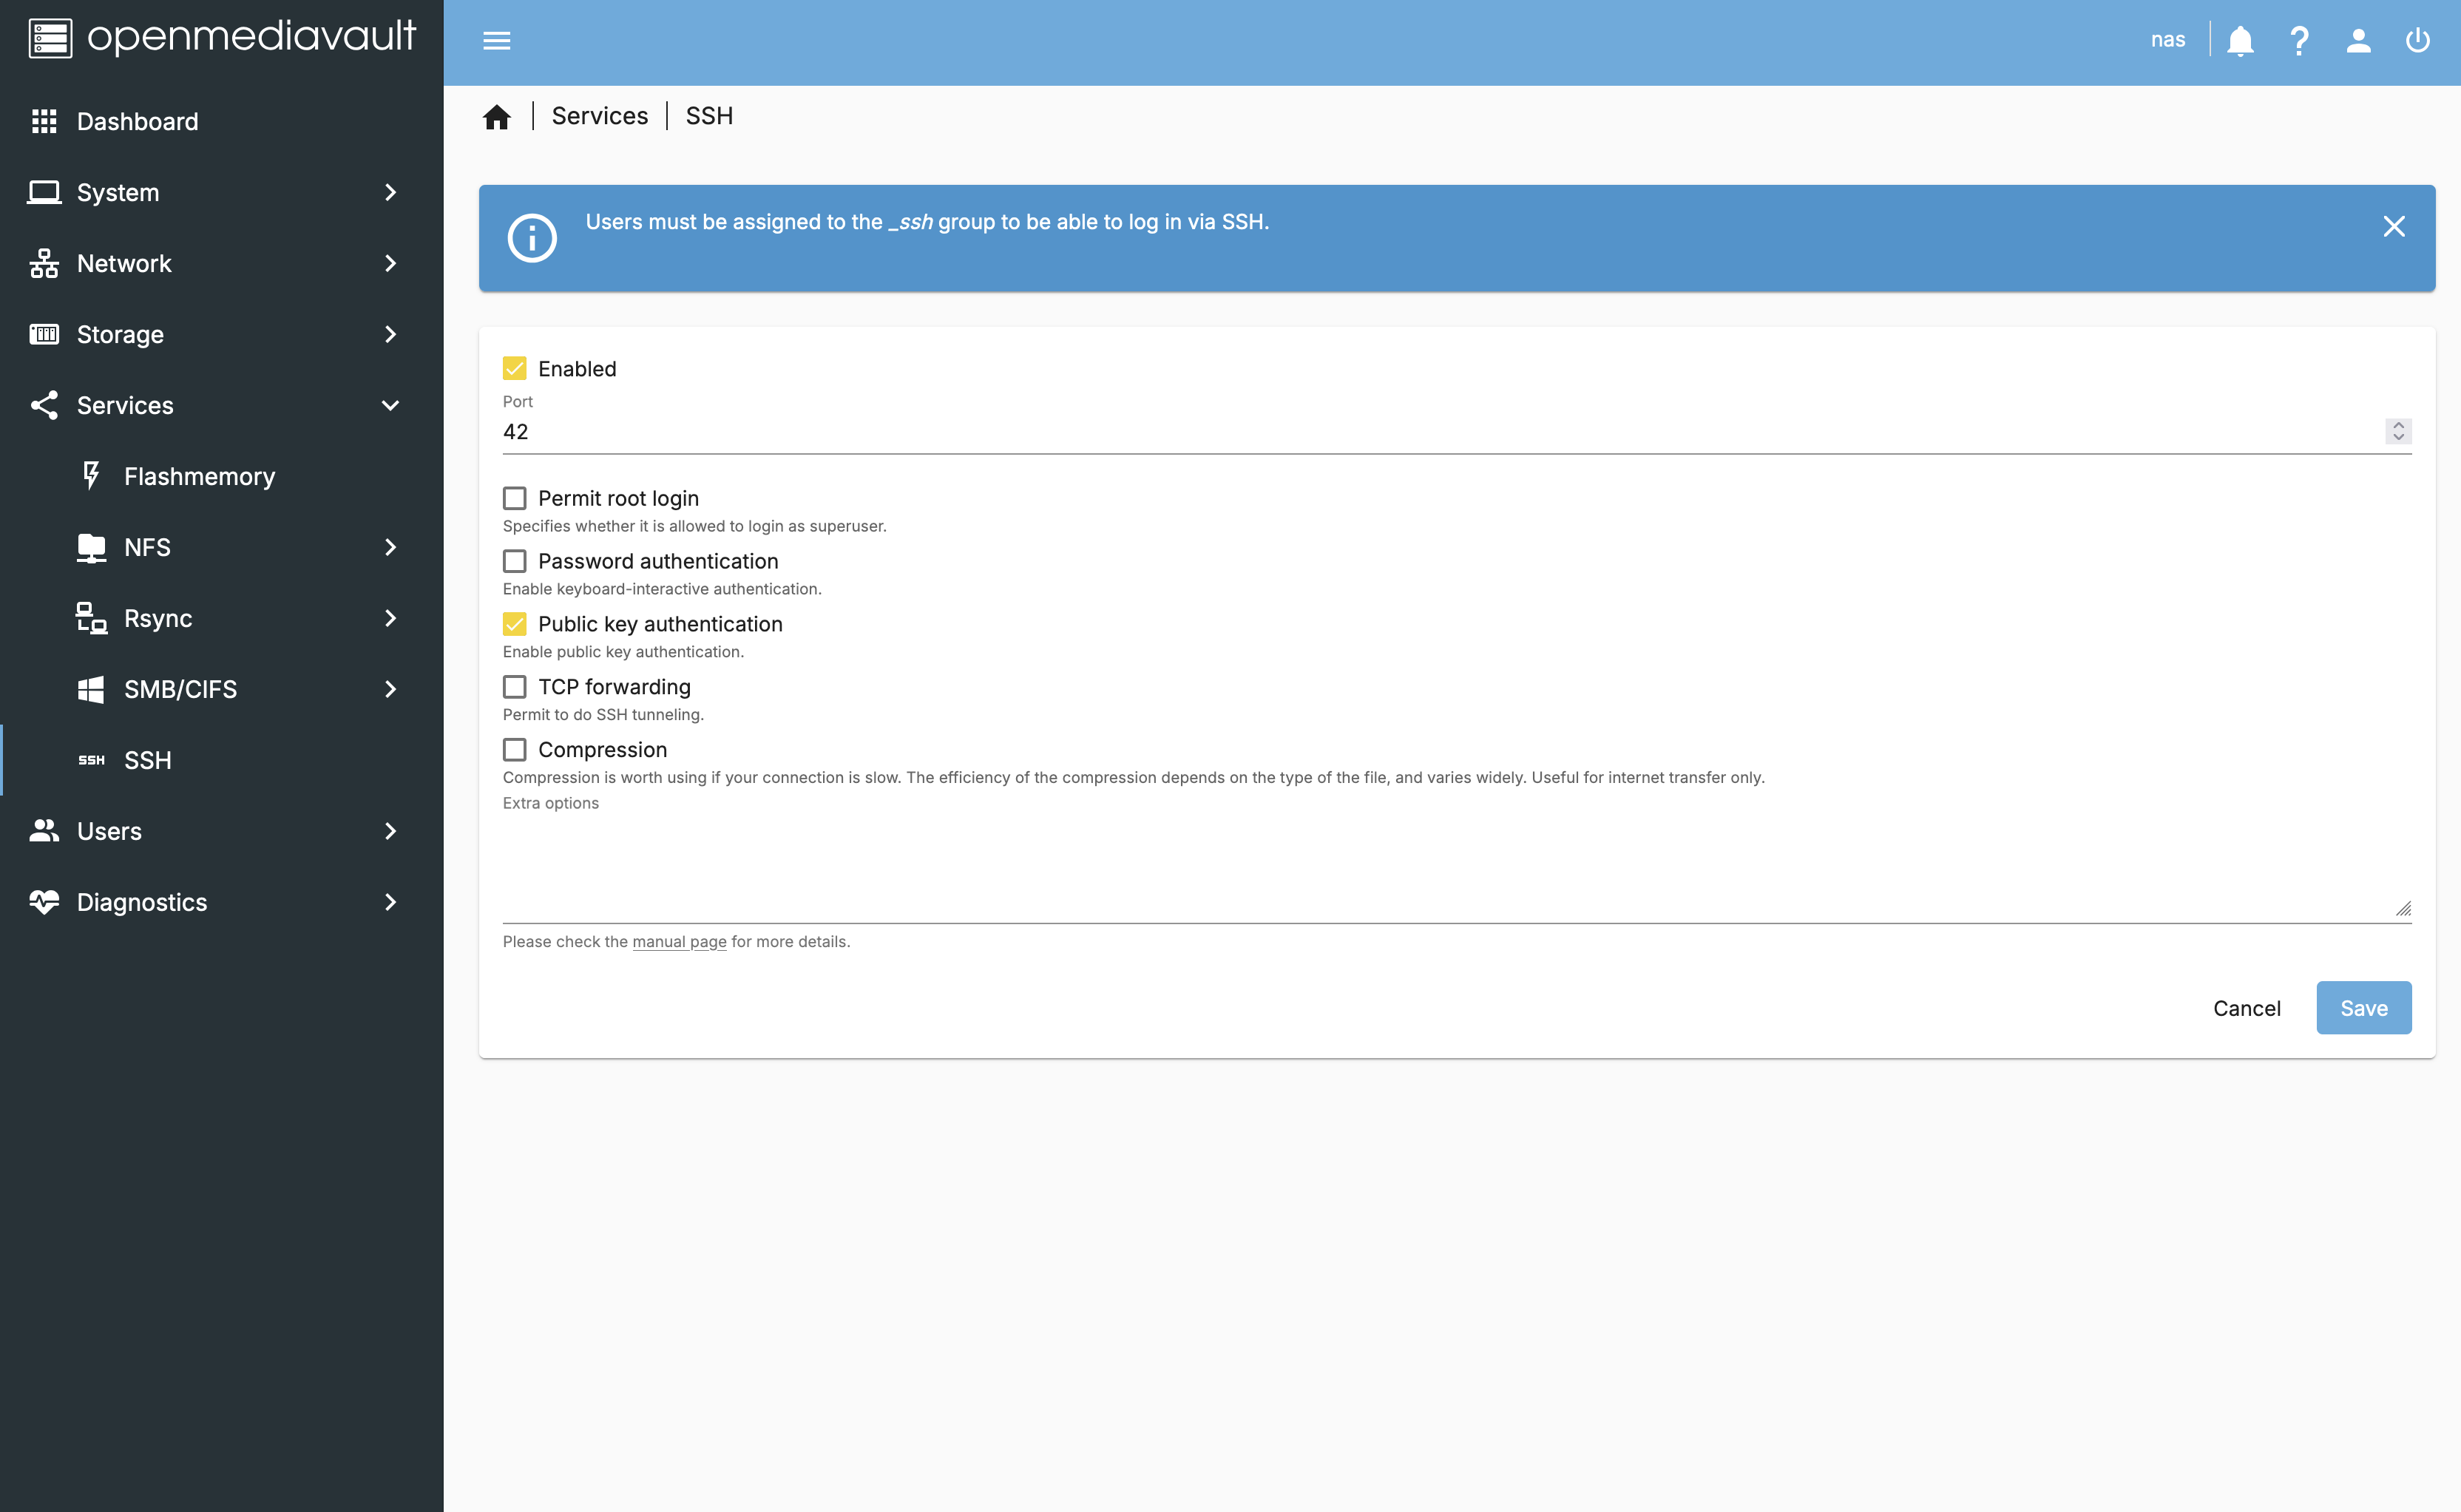 openmediavault
nas
Dashboard
System
Network
Storage
Services
Flashmemory
NFS
Rsync
SMB/CIFS
SSH SSH
Users
Diagnostics
Services | SSH
Users must be assigned to the _ssh group to be able to log in via SSH.
Enabled
Port
42
Permit root login
Specifies whether it is allowed to login as superuser.
Password authentication
Enable keyboard-interactive authentication.
Public key authentication
Enable public key authentication.
TCP forwarding
Permit to do SSH tunneling.
Compression
Compression is worth using if your connection is slow. The efficiency of the compression depends on the type of the file, and varies widely. Useful for internet transfer only.
Extra options
Please check the manual page for more details.
Cancel Save